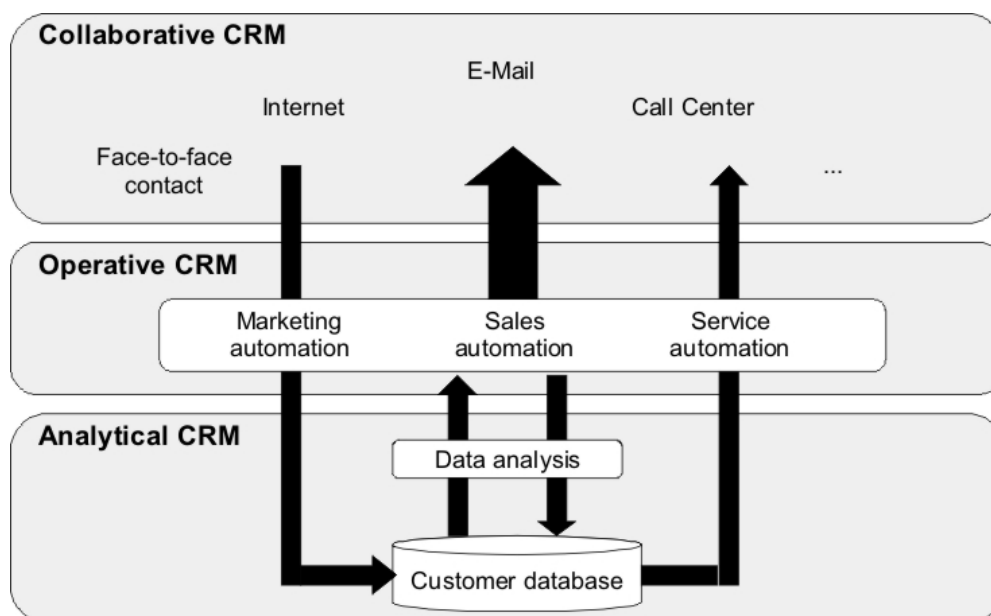 Collaborative CRM
E-Mail
Internet
Call Center
Face-to-face
contact
...
Operative CRM
Marketing
automation
Sales
automation
Service
automation
Analytical CRM
Data analysis
Customer database